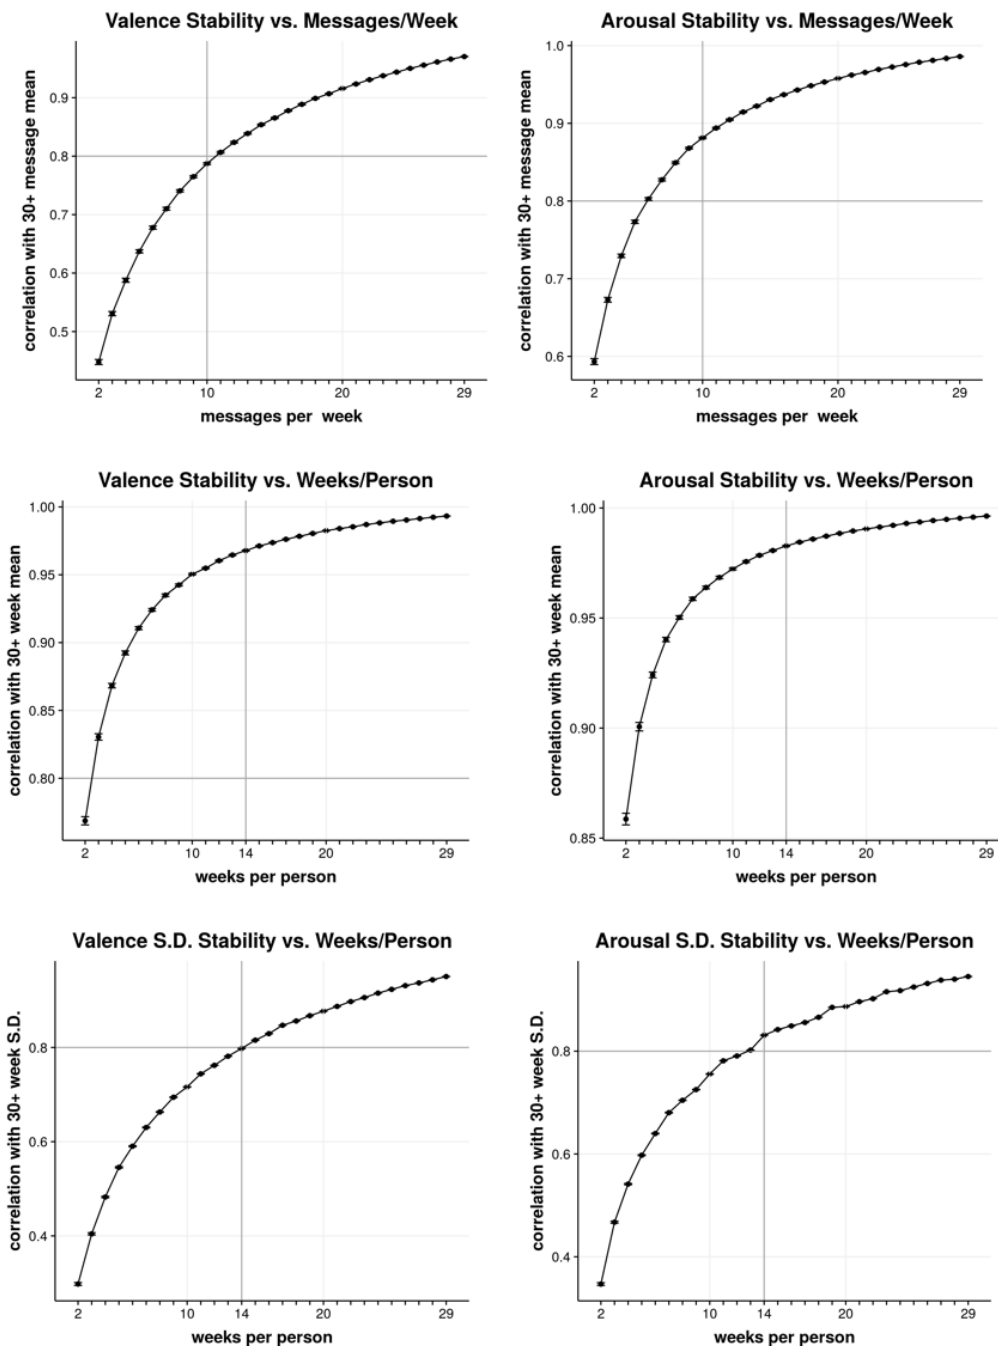 Valence Stability vs. Messages/Week
correlation with 30+ message mean
0.9
0.8
0.7
0.6
0.5
2 10 20 29
messages per week
Arousal Stability vs. Messages/Week
correlation with 30+ message mean
1.0
0.9
0.8
0.7
0.6
2 10 20 29
messages per week
Valence Stability vs. Weeks/Person
correlation with 30+ week mean
1.00
0.95
0.90
0.85
0.80
2 10 14 20 29
weeks per person
Arousal Stability vs. Weeks/Person
correlation with 30+ week mean
1.00
0.95
0.90
0.85
2 10 14 20 29
weeks per person
Valence S.D. Stability vs. Weeks/Person
correlation with 30+ week S.D.
0.8
0.6
0.4
2 10 14 20 29
weeks per person
Arousal S.D. Stability vs. Weeks/Person
correlation with 30+ week S.D.
0.8
0.6
0.4
2 10 14 20 29
weeks per person